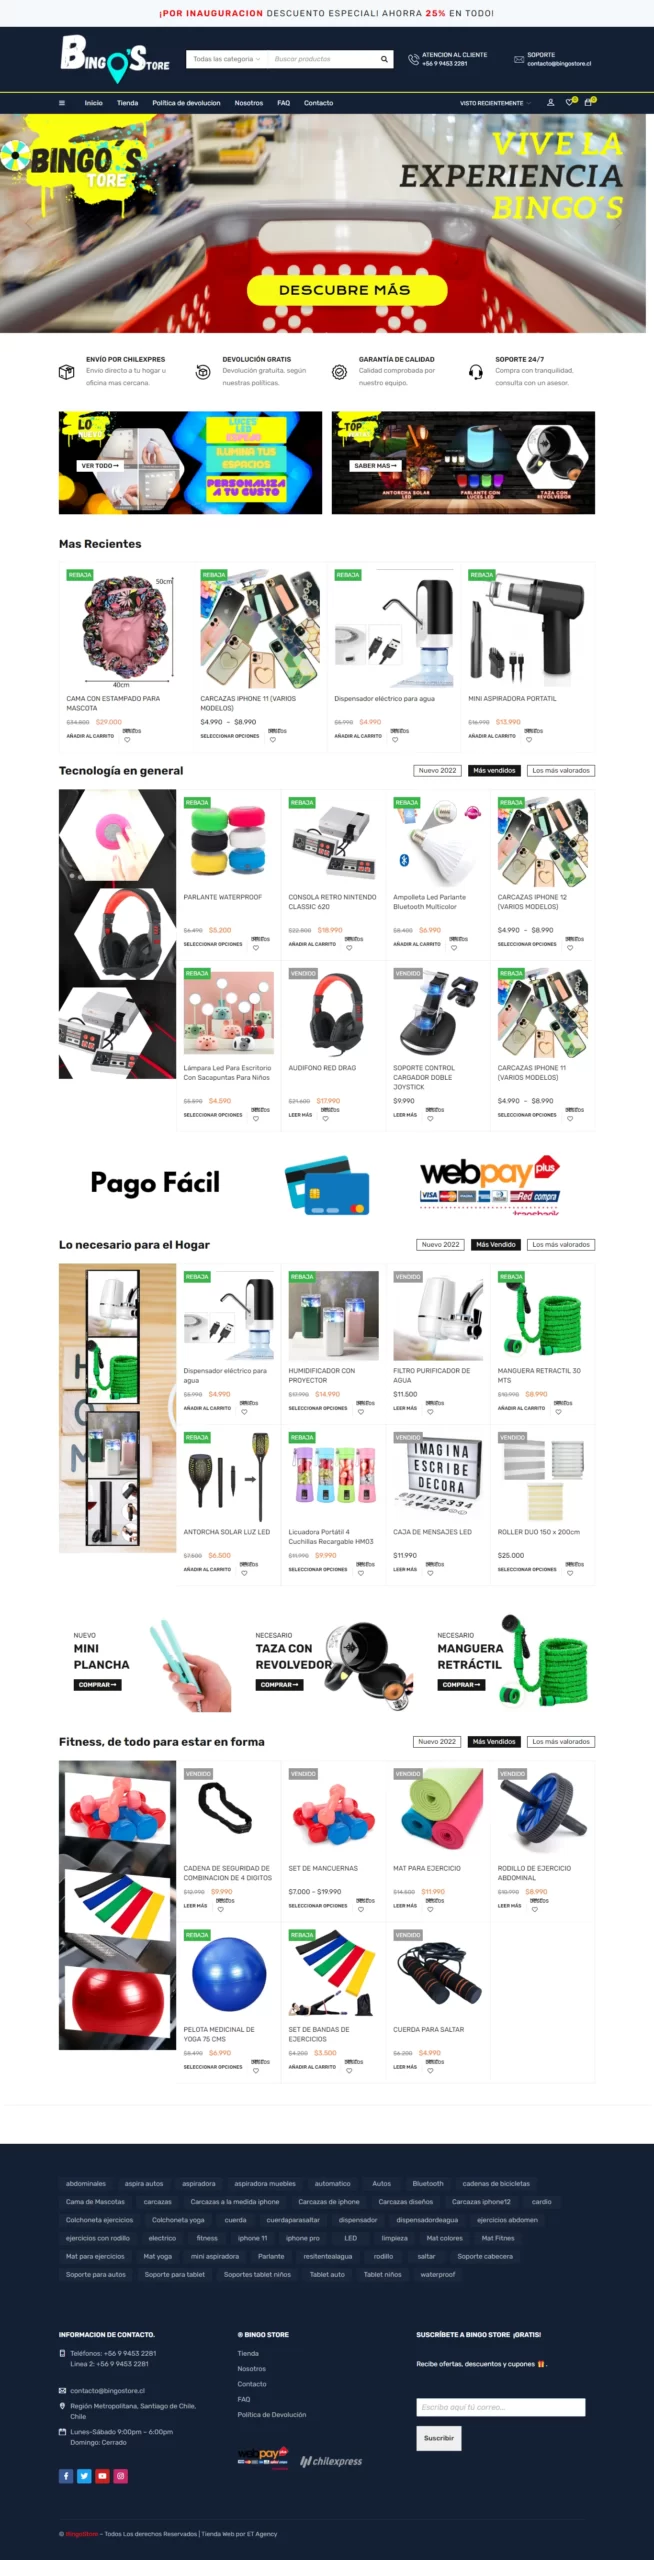 ¡POR INAUGURACION DESCUENTO ESPECIAL! AHORRA 25% EN TODO!
BINGO'S TORE
Todas las categoria
Buscar productos
ATENCION AL CLIENTE
+56 9 9453 2281
SOPORTE
contacto@bingostore.cl
Inicio Tienda Política de devolucion Nosotros FAQ Contacto
VISTO RECIENTEMENTE
0 0
BINGO'S
TORE
VIVE LA
EXPERIENCIA
BINGO´S
DESCUBRE MÁS
ENVÍO POR CHILEXPRES
Envío directo a tu hogar u
oficina mas cercana.
DEVOLUCIÓN GRATIS
Devolución gratuita, según
nuestras políticas.
GARANTÍA DE CALIDAD
Calidad comprobada por
nuestro equipo.
SOPORTE 24/7
Compra con tranquilidad,
consulta con un asesor.
LO
VER TODO
LUCES
LED
ESPEJO
ILUMINA TUS
ESPACIOS
PERSONALIZA
A TU GUSTO
TOP
SABER MAS
ANTORCHA SOLAR
LED
PARLANTE CON
LUCES LED
TAZA CON
REVOLVEDOR
Mas Recientes
REBAJA
50cm
40cm
CAMA CON ESTAMPADO PARA
MASCOTA
$34.800 $29.000
AÑADIR AL CARRITO
REBAJA
CARCAZAS IPHONE 11 (VARIOS
MODELOS)
$4.990 - $8.990
SELECCIONAR OPCIONES
REBAJA
Dispensador eléctrico para agua
$5.990 $4.990
AÑADIR AL CARRITO
REBAJA
MINI ASPIRADORA PORTATIL
$16.990 $13.990
AÑADIR AL CARRITO
Tecnología en general
Nuevo 2022 Más vendidos Los más valorados
REBAJA
PARLANTE WATERPROOF
$6.490 $5.200
SELECCIONAR OPCIONES
REBAJA
CONSOLA RETRO NINTENDO
CLASSIC 620
$22.800 $18.990
AÑADIR AL CARRITO
REBAJA
Ampolleta Led Parlante
Bluetooth Multicolor
$8.400 $6.990
AÑADIR AL CARRITO
REBAJA
CARCAZAS IPHONE 12
(VARIOS MODELOS)
$4.990 - $8.990
SELECCIONAR OPCIONES
REBAJA
Lámpara Led Para Escritorio
Con Sacapuntas Para Niños
$4.590
SELECCIONAR OPCIONES
VENDIDO
AUDIFONO RED DRAG
$21.600 $17.990
LEER MÁS
VENDIDO
SOPORTE CONTROL
CARGADOR DOBLE
JOYSTICK
$9.990
LEER MÁS
REBAJA
CARCAZAS IPHONE 11
(VARIOS MODELOS)
$4.990 - $8.990
SELECCIONAR OPCIONES
Pago Fácil
webpay plus
VISA
Red compra
transbank
Lo necesario para el Hogar
Nuevo 2022 Más Vendido Los más valorados
HOM
REBAJA
Dispensador eléctrico para
agua
$5.990 $4.990
AÑADIR AL CARRITO
REBAJA
HUMIDIFICADOR CON
PROYECTOR
$17.990 $14.990
SELECCIONAR OPCIONES
VENDIDO
FILTRO PURIFICADOR DE
AGUA
$11.500
LEER MÁS
REBAJA
MANGUERA RETRACTIL 30
MTS
$10.990 $8.990
AÑADIR AL CARRITO
REBAJA
ANTORCHA SOLAR LUZ LED
$7.800 $6.500
AÑADIR AL CARRITO
REBAJA
Licuadora Portátil 4
Cuchillas Recargable HM03
$11.990 $9.990
SELECCIONAR OPCIONES
VENDIDO
IMAGINA
ESCRIBE
DECORA
CAJA DE MENSAJES LED
$11.990
LEER MÁS
VENDIDO
ROLLER DUO 150 x 200cm
$25.000
SELECCIONAR OPCIONES
NUEVO
MINI
PLANCHA
COMPRAR
NECESARIO
TAZA CON
REVOLVEDOR
COMPRAR
NECESARIO
MANGUERA
RETRÁCTIL
COMPRAR
Fitness, de todo para estar en forma
Nuevo 2022 Más Vendidos Los más valorados
VENDIDO
CADENA DE SEGURIDAD DE
COMBINACION DE 4 DIGITOS
$12.990 $9.990
LEER MÁS
VENDIDO
SET DE MANCUERNAS
$7.000 – $19.990
SELECCIONAR OPCIONES
VENDIDO
MAT PARA EJERCICIO
$14.500 $11.990
LEER MÁS
VENDIDO
RODILLO DE EJERCICIO
ABDOMINAL
$10.990 $8.990
LEER MÁS
REBAJA
PELOTA MEDICINAL DE
YOGA 75 CMS
$8.490 $6.990
SELECCIONAR OPCIONES
REBAJA
SET DE BANDAS DE
EJERCICIOS
$4.200 $3.500
AÑADIR AL CARRITO
VENDIDO
CUERDA PARA SALTAR
$6.200 $4.990
LEER MÁS
abdominales aspira autos aspiradora aspiradora muebles automatico Autos Bluetooth cadenas de bicicletas
Cama de Mascotas carcazas Carcazas a la medida iphone Carcazas de iphone Carcazas diseños Carcazas iphone12 cardio
Colchoneta ejercicios Colchoneta yoga cuerda cuerdaparasaltar dispensador dispensadordeagua ejercicios abdomen
ejercicios con rodillo electrico fitness iphone 11 iphone pro LED limpieza Mat colores Mat Fitnes
Mat para ejercicios Mat yoga mini aspiradora Parlante resitentealagua rodillo saltar Soporte cabecera
Soporte para autos Soporte para tablet Soportes tablet niños Tablet auto Tablet niños waterproof
INFORMACION DE CONTACTO.
Teléfonos: +56 9 9453 2281
Linea 2: +56 9 9453 2281
contacto@bingostore.cl
Región Metropolitana, Santiago de Chile,
Chile
Lunes-Sábado 9:00pm – 6:00pm
Domingo: Cerrado
® BINGO STORE
Tienda
Nosotros
Contacto
FAQ
Política de Devolución
webpay plus
chilexpress
SUSCRÍBETE A BINGO STORE ¡GRATIS!
Recibe ofertas, descuentos y cupones .
Escriba aquí tú correo...
Suscribir
© BingoStore – Todos Los derechos Reservados | Tienda Web por ET Agency